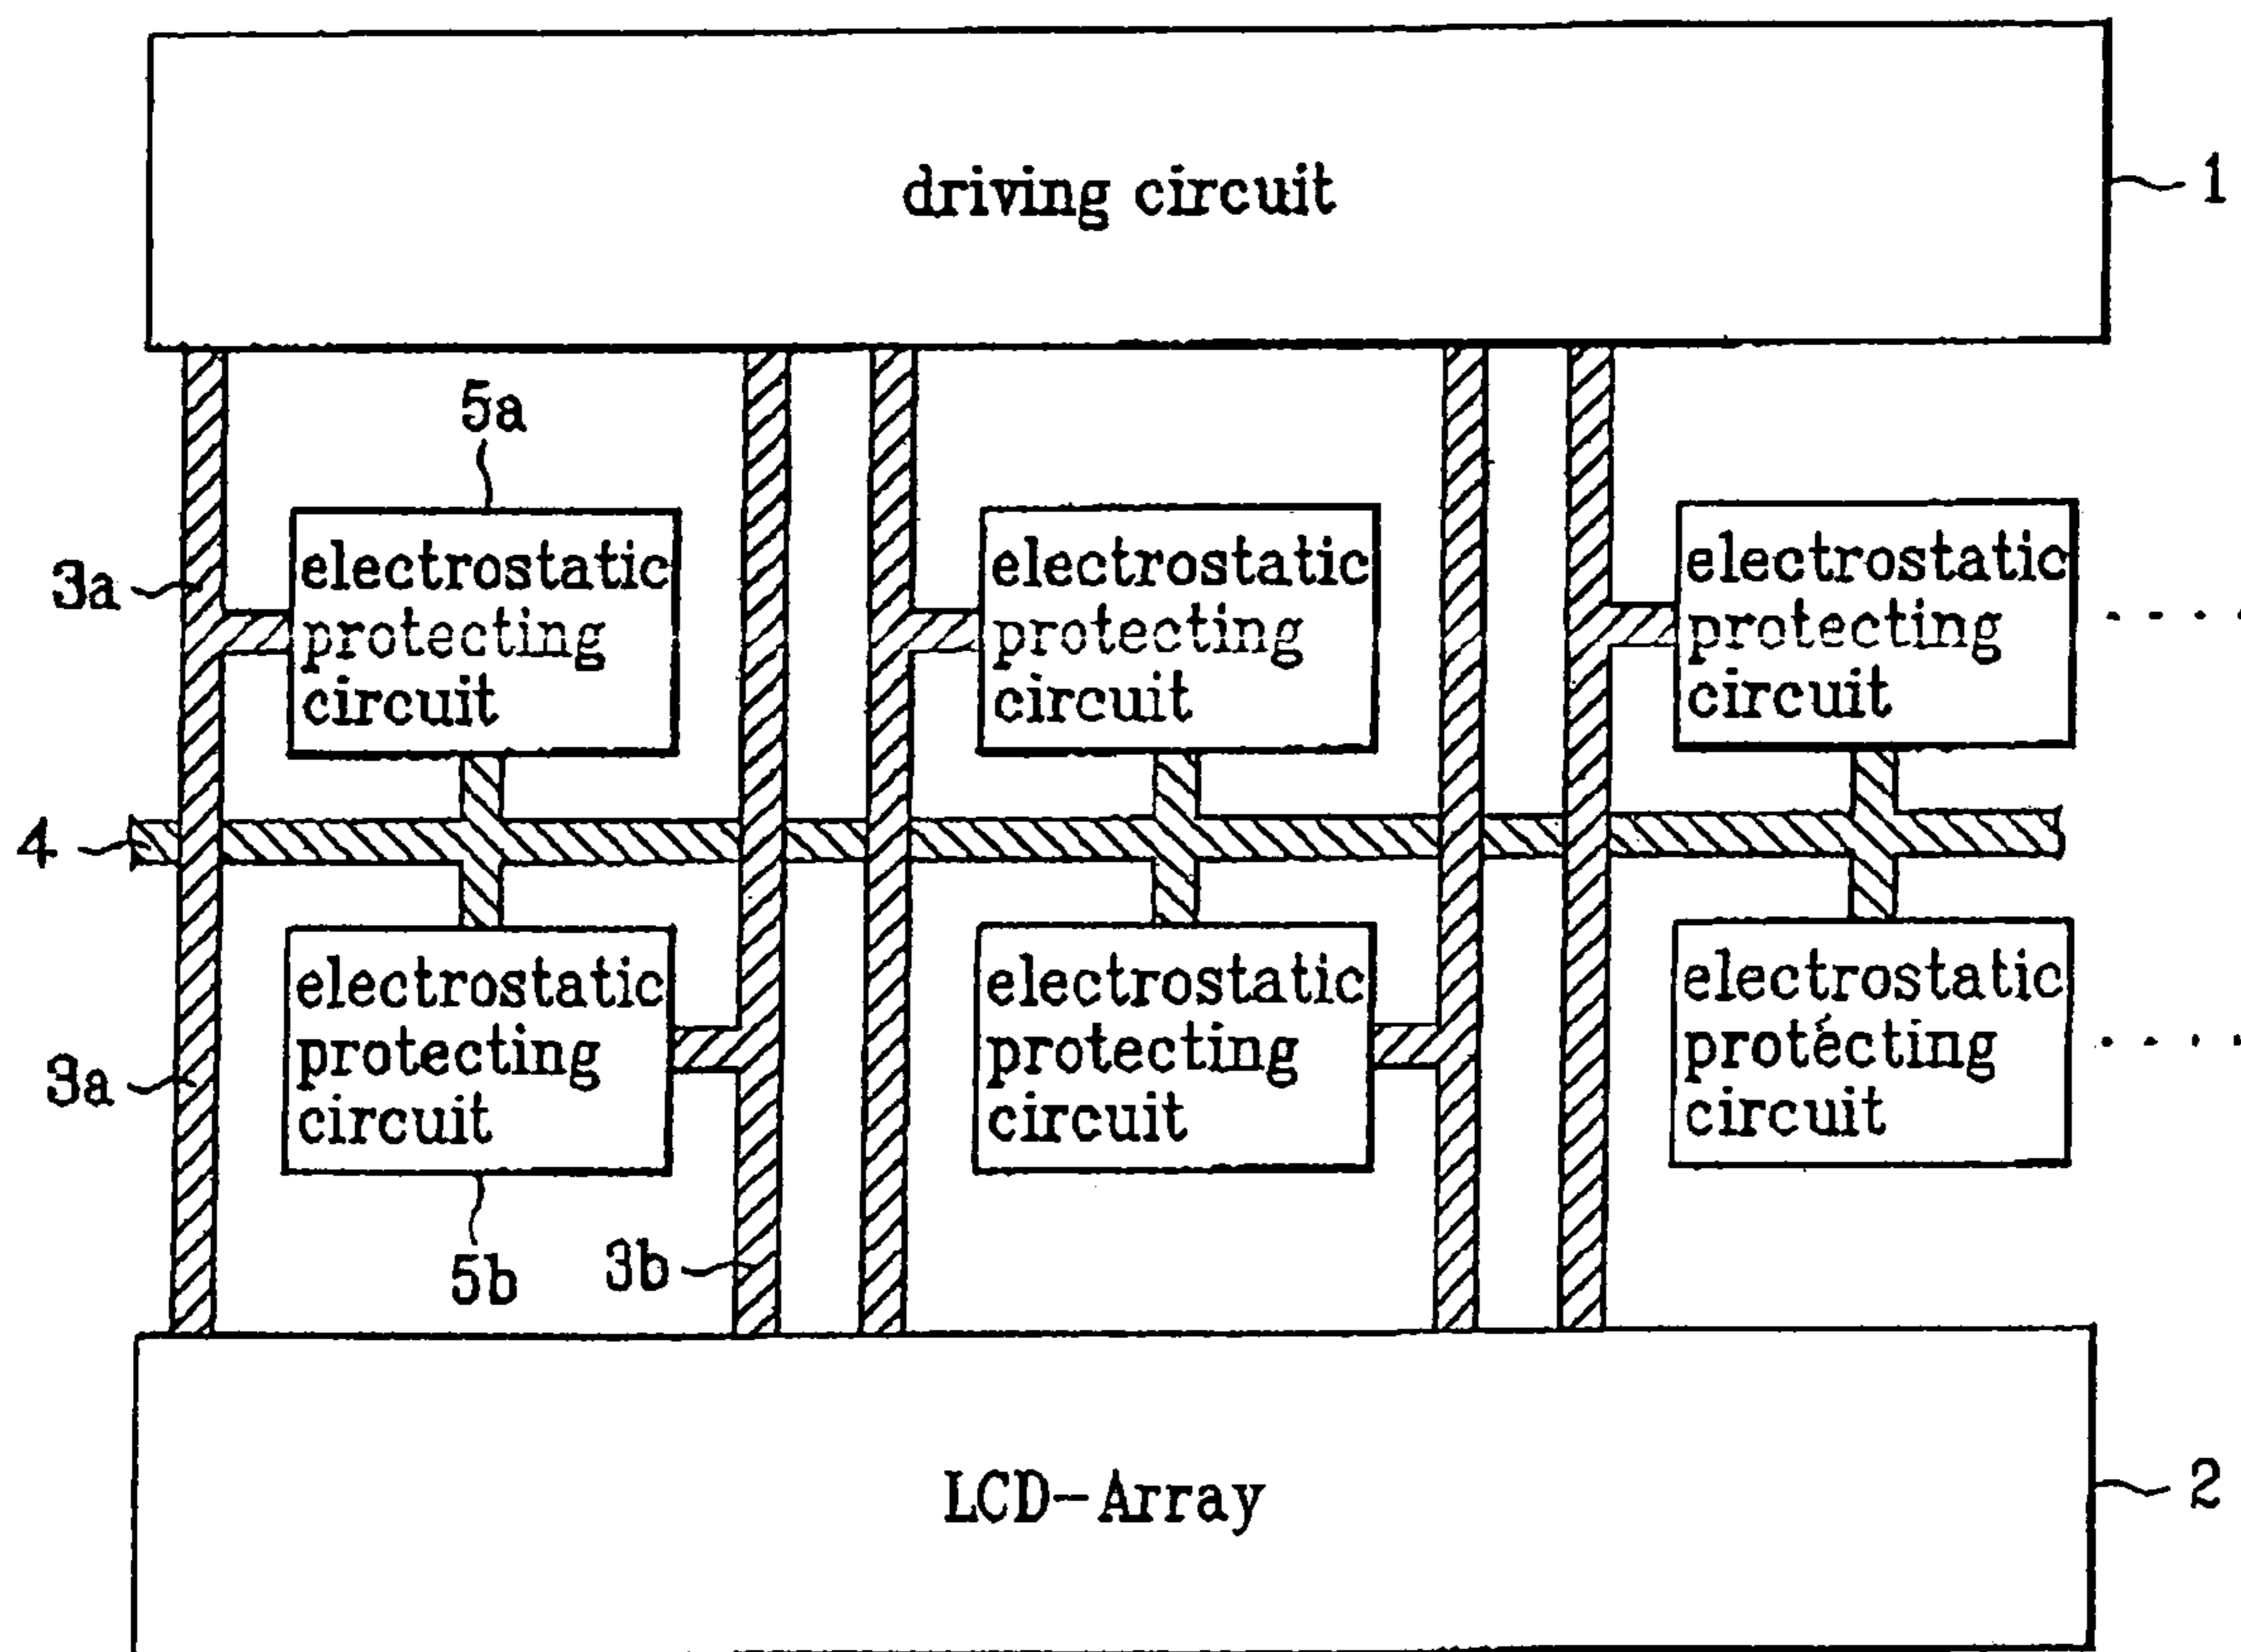 driving circuit
1
5a
3a
electrostatic
protecting
circuit
electrostatic
protecting
circuit
electrostatic
protecting
circuit
4
electrostatic
protecting
circuit
electrostatic
protecting
circuit
electrostatic
protecting
circuit
3a
5b
3b
LCD-Array
2